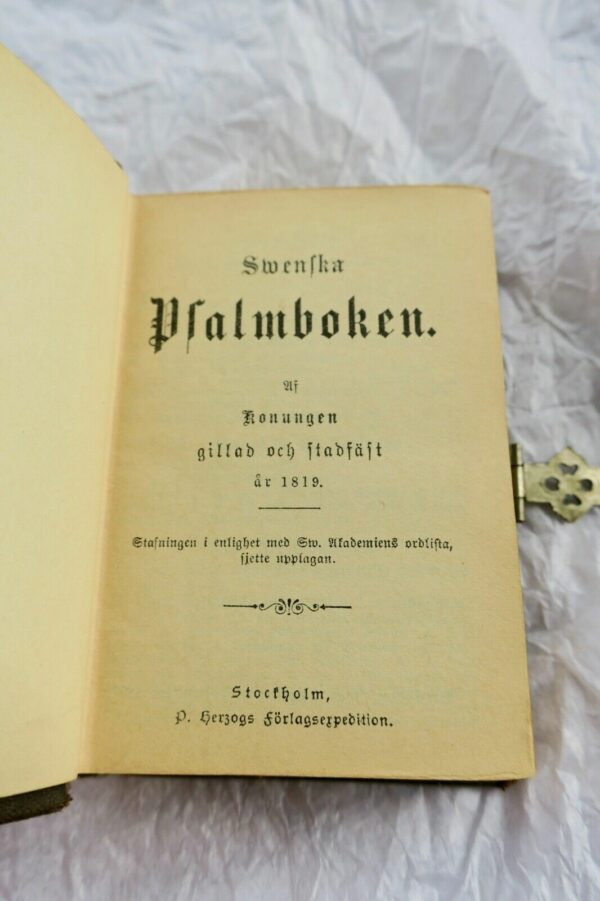 Swenska
Psalmboken.
Af
Konungen
gillad och stadfäst
år 1819.
Stafningen i enlighet med Sw. Akademiens ordlista,
sjette upplagan.
Stockholm,
P. Herzogs Förlagsexpedition.